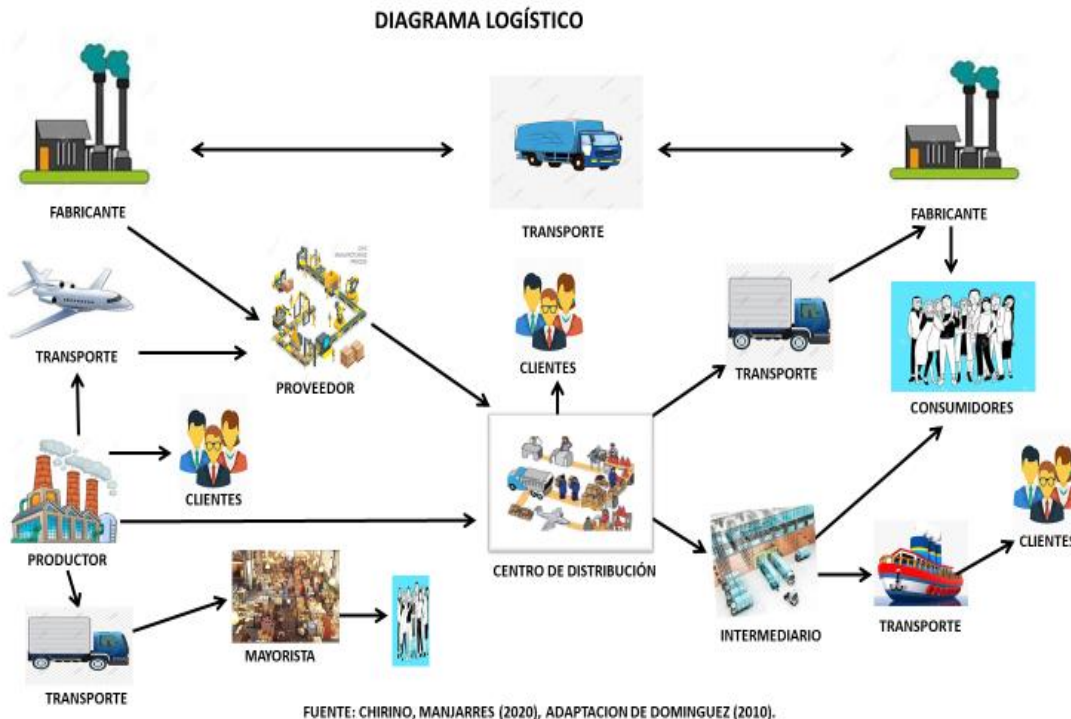 DIAGRAMA LOGÍSTICO
FABRICANTE
TRANSPORTE
FABRICANTE
TRANSPORTE
PROVEEDOR
CLIENTES
TRANSPORTE
CONSUMIDORES
CLIENTES
PRODUCTOR
CENTRO DE DISTRIBUCIÓN
CLIENTES
MAYORISTA
INTERMEDIARIO
TRANSPORTE
TRANSPORTE
FUENTE: CHIRINO, MANJARRES (2020), ADAPTACION DE DOMINGUEZ (2010).